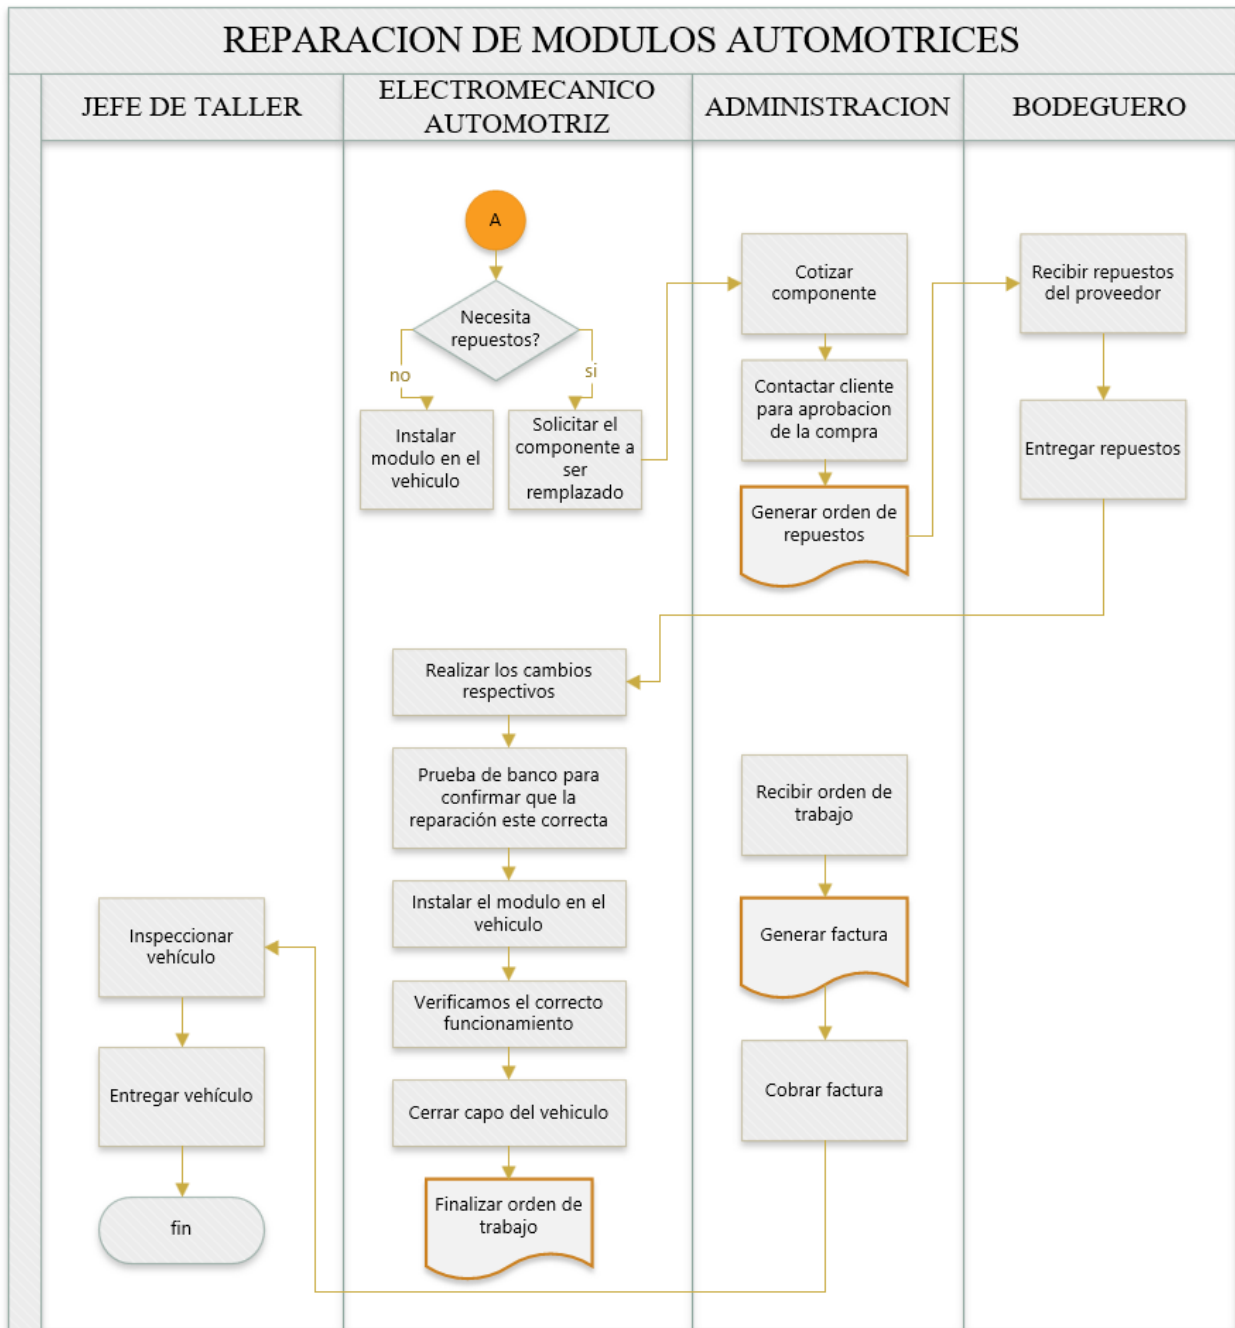 REPARACION DE MODULOS AUTOMOTRICES
JEFE DE TALLER
ELECTROMECANICO
AUTOMOTRIZ
ADMINISTRACION
BODEGUERO
A
Necesita
repuestos?
no
si
Instalar
modulo en el
vehiculo
Solicitar el
componente a
ser
remplazado
Cotizar
componente
Contactar cliente
para aprobacion
de la compra
Generar orden de
repuestos
Recibir repuestos
del proveedor
Entregar repuestos
Realizar los cambios
respectivos
Prueba de banco para
confirmar que la
reparación este correcta
Instalar el modulo en el
vehiculo
Verificamos el correcto
funcionamiento
Cerrar capo del vehiculo
Finalizar orden de
trabajo
Recibir orden de
trabajo
Generar factura
Cobrar factura
Inspeccionar
vehículo
Entregar vehículo
fin